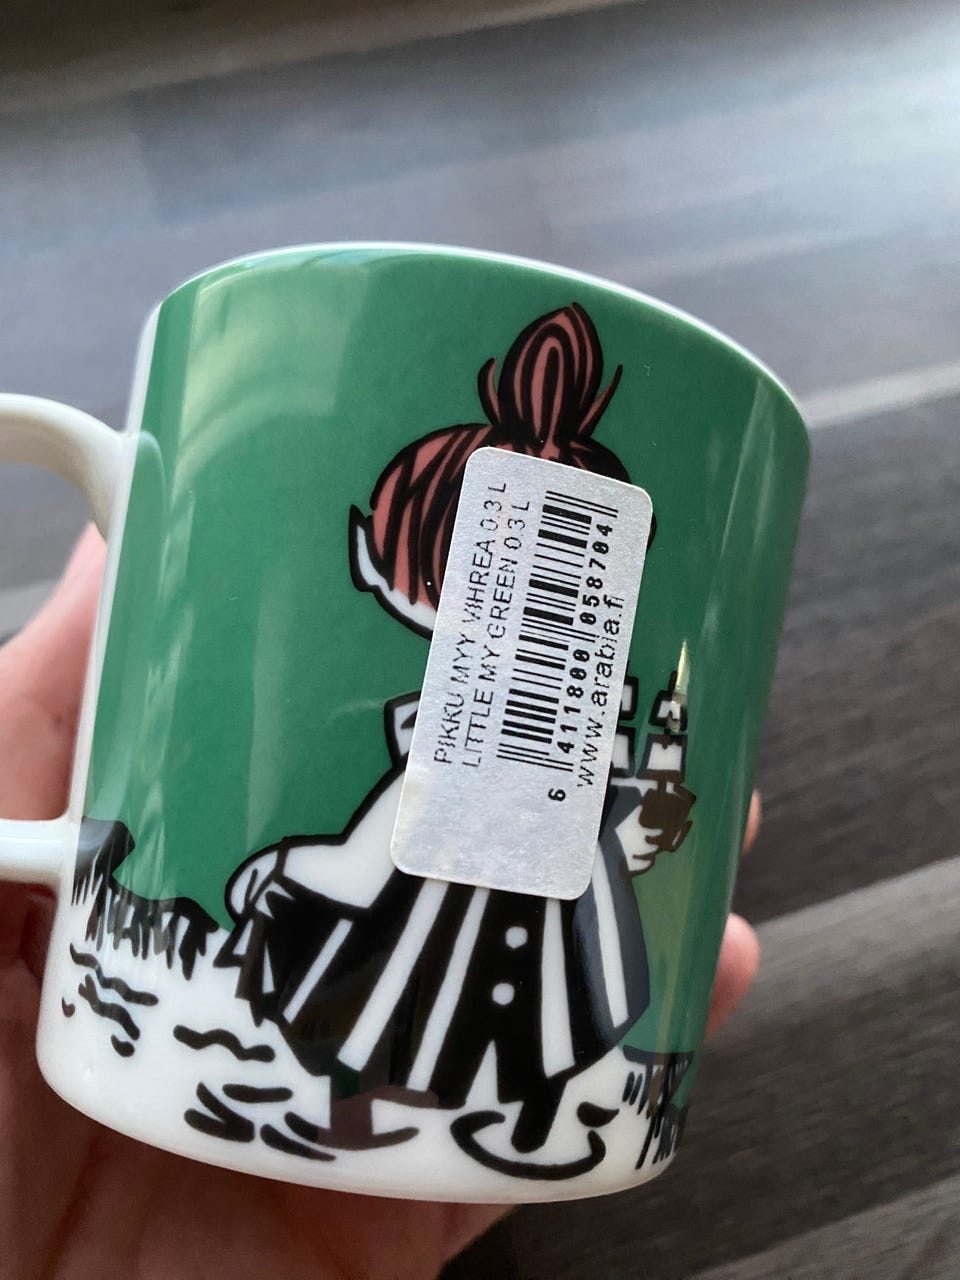 PIKKU MYY VIHREA 0.3 L
LITTLE MY GREEN 0.3 L
6 411800 058704
www.arabia.fi